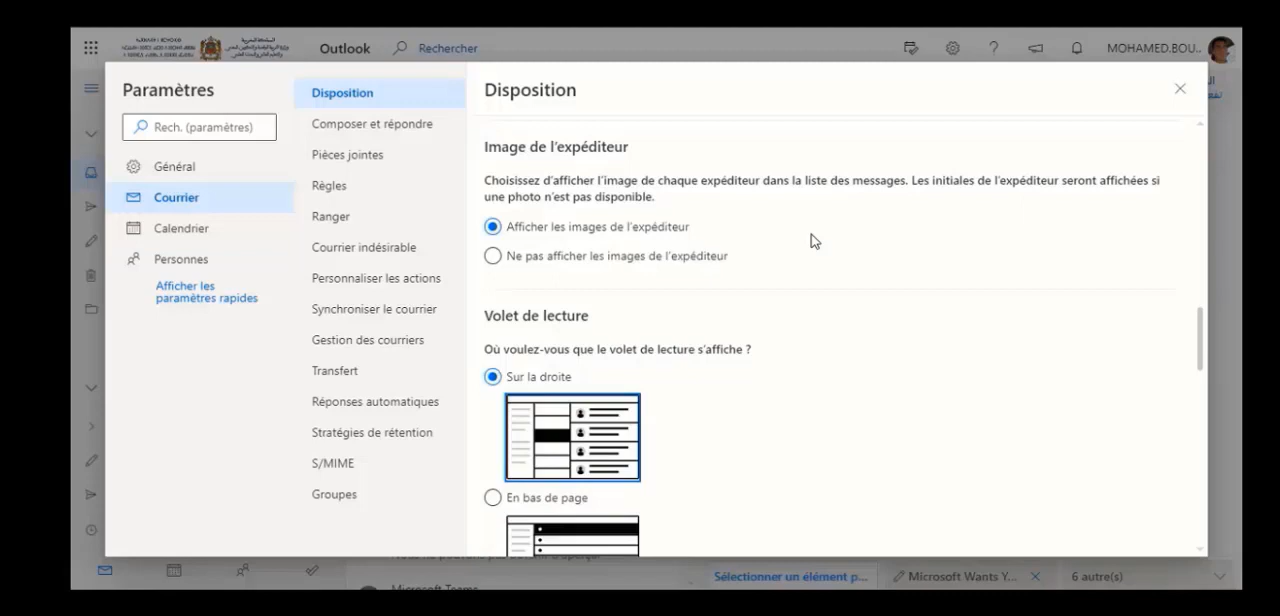 Outlook
Rechercher
MOHAMED.BOU..
Paramètres
Rech. (paramètres)
Général
Courrier
Calendrier
Personnes
Afficher les
paramètres rapides
Disposition
Composer et répondre
Pièces jointes
Règles
Ranger
Courrier indésirable
Personnaliser les actions
Synchroniser le courrier
Gestion des courriers
Transfert
Réponses automatiques
Stratégies de rétention
S/MIME
Groupes
Disposition
Image de l'expéditeur
Choisissez d'afficher l'image de chaque expéditeur dans la liste des messages. Les initiales de l'expéditeur seront affichées si
une photo n'est pas disponible.
Afficher les images de l'expéditeur
Ne pas afficher les images de l'expéditeur
Volet de lecture
Où voulez-vous que le volet de lecture s'affiche ?
Sur la droite
En bas de page
Microsoft Teams
Sélectionner un élément p...
Microsoft Wants Y...
6 autre(s)